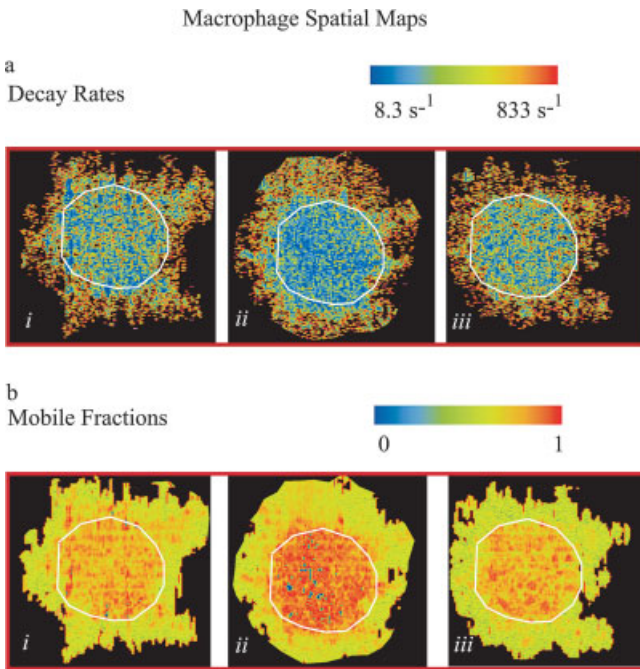 Macrophage Spatial Maps
a
Decay Rates
8.3 s⁻¹ 833 s⁻¹
i ii iii
b
Mobile Fractions
0 1
i ii iii